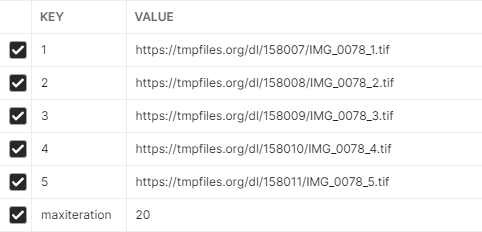 KEY VALUE
1 https://tmpfiles.org/dl/158007/IMG_0078_1.tif
2 https://tmpfiles.org/dl/158008/IMG_0078_2.tif
3 https://tmpfiles.org/dl/158009/IMG_0078_3.tif
4 https://tmpfiles.org/dl/158010/IMG_0078_4.tif
5 https://tmpfiles.org/dl/158011/IMG_0078_5.tif
maxiteration 20